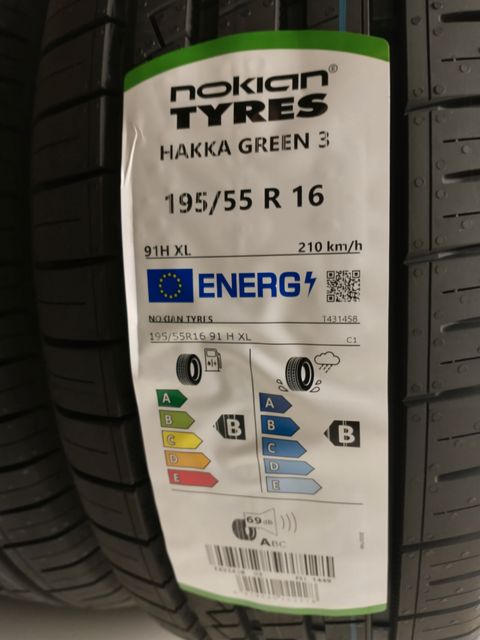 nokian®
TYRES
HAKKA GREEN 3
195/55 R 16
91H XL 210 km/h
ENERG
NOKIAN TYRES T431458
195/55R16 91 H XL C1
A A
B B B B
C C
D D
E E
69 dB
ABC